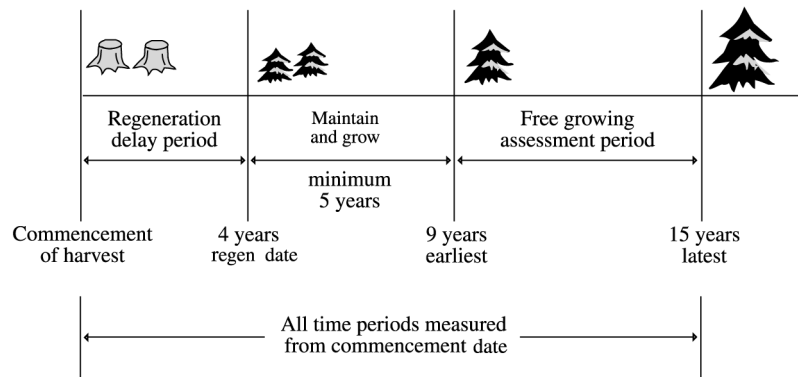 Regeneration
delay period
Maintain
and grow
Free growing
assessment period
minimum
5 years
Commencement
of harvest
4 years
regen date
9 years
earliest
15 years
latest
All time periods measured
from commencement date